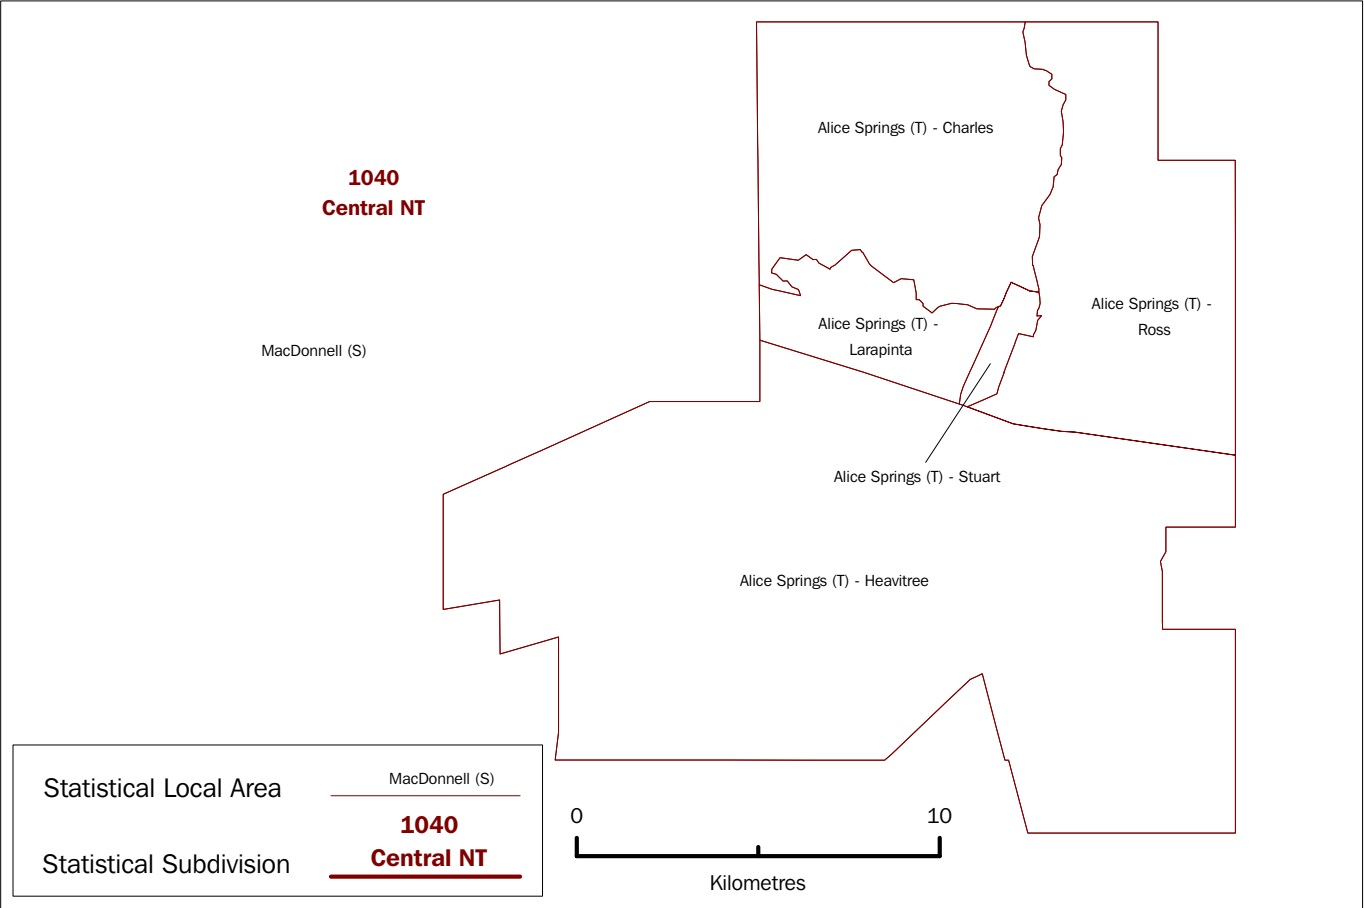 Alice Springs (T) - Charles
1040
Central NT
Alice Springs (T) -
Ross
Alice Springs (T) -
Larapinta
MacDonnell (S)
Alice Springs (T) - Stuart
Alice Springs (T) - Heavitree
Statistical Local Area
MacDonnell (S)
1040
Central NT
Statistical Subdivision
0 10
Kilometres